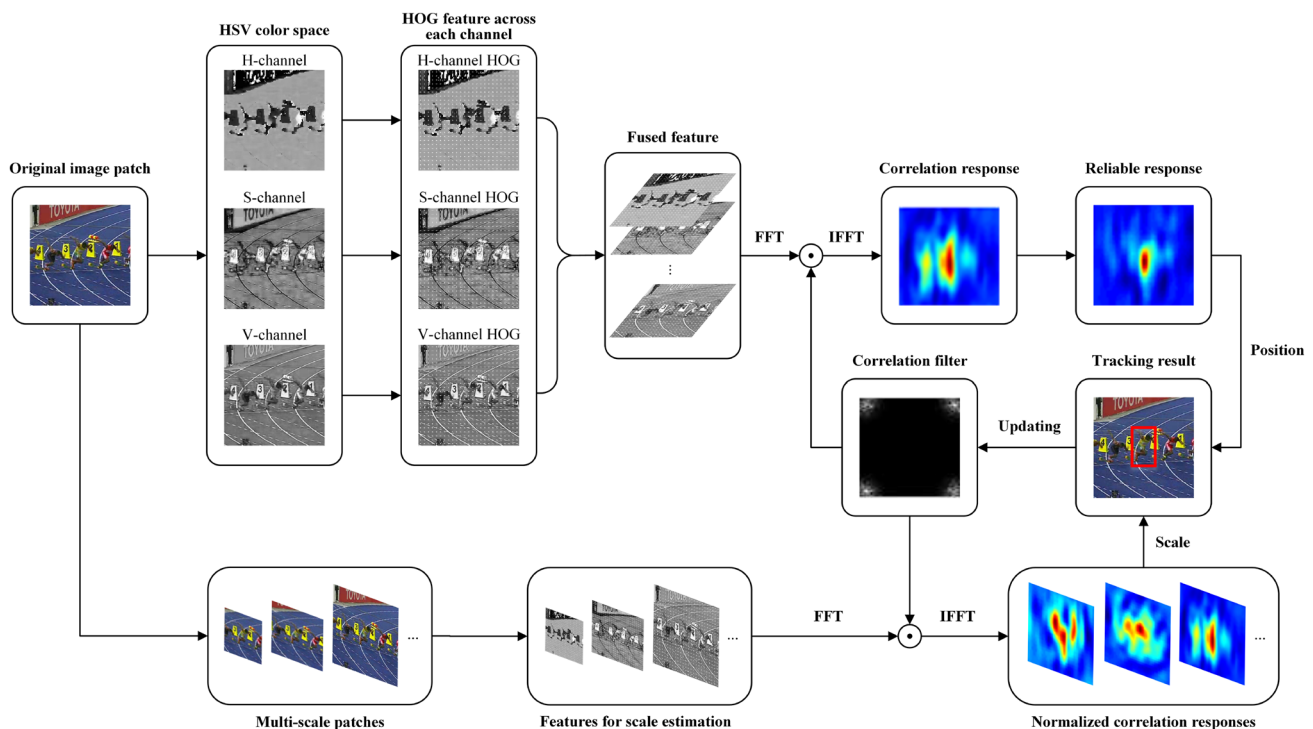 HSV color space
HOG feature across
each channel
H-channel
H-channel HOG
Original image patch
TOYOTA
S-channel
S-channel HOG
V-channel
V-channel HOG
TOYOTA
Fused feature
⋮
FFT
IFFT
Correlation response
Reliable response
Position
Correlation filter
Tracking result
Updating
Scale
...
Multi-scale patches
...
Features for scale estimation
FFT
IFFT
...
Normalized correlation responses